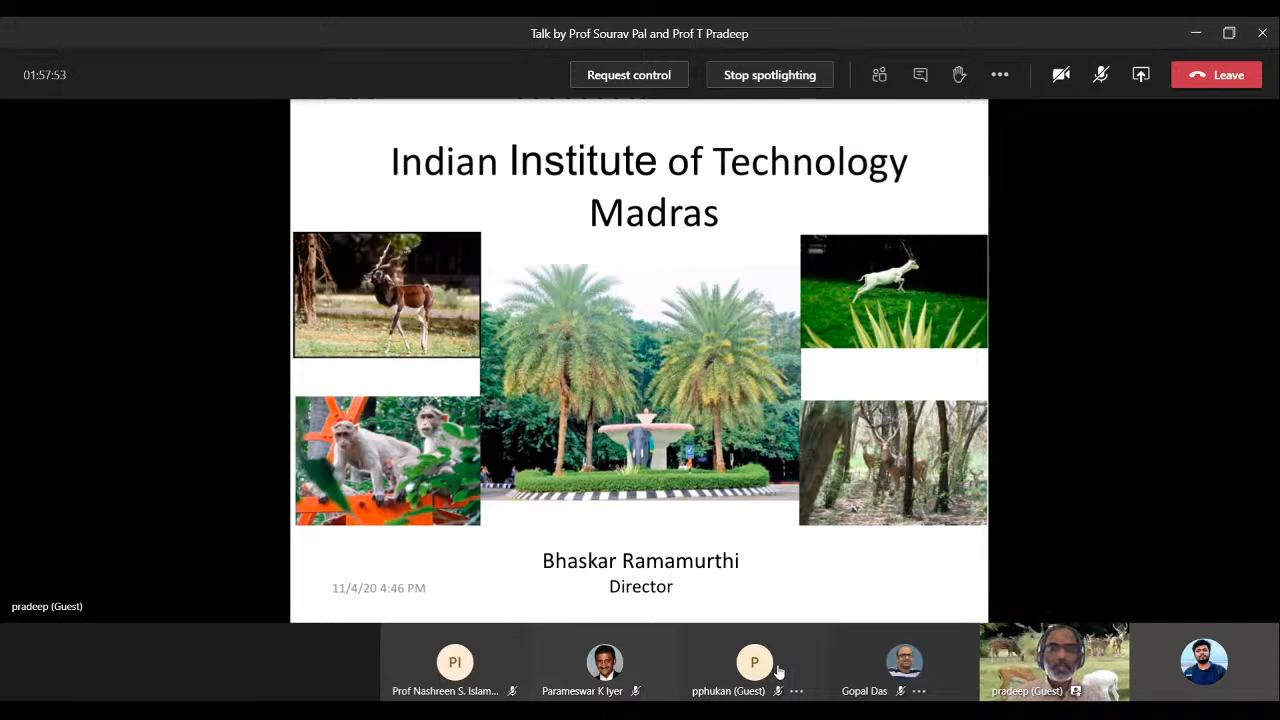 Talk by Prof Sourav Pal and Prof T Pradeep
01:57:53
Request control
Stop spotlighting
Leave
Indian Institute of Technology
Madras
Bhaskar Ramamurthi
Director
11/4/20 4:46 PM
pradeep (Guest)
PI
P
Prof Nashreen S. Islam...
Parameswar K Iyer
pphukan (Guest)
Gopal Das
pradeep (Guest)